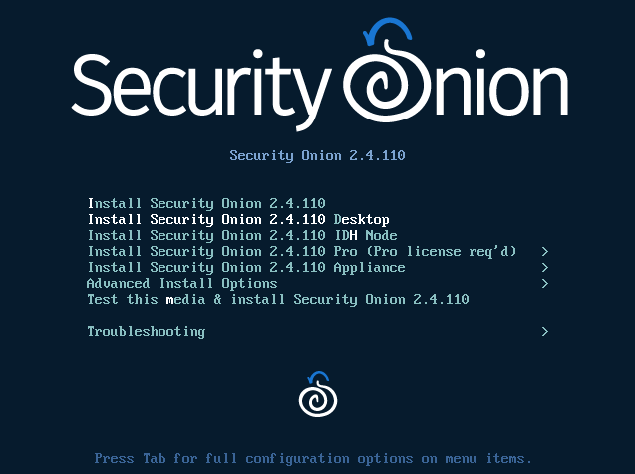 Security Onion
Security Onion 2.4.110
Install Security Onion 2.4.110
Install Security Onion 2.4.110 Desktop
Install Security Onion 2.4.110 IDH Node
Install Security Onion 2.4.110 Pro (Pro license req'd) >
Install Security Onion 2.4.110 Appliance >
Advanced Install Options >
Test this media & install Security Onion 2.4.110
Troubleshooting >
Press Tab for full configuration options on menu items.